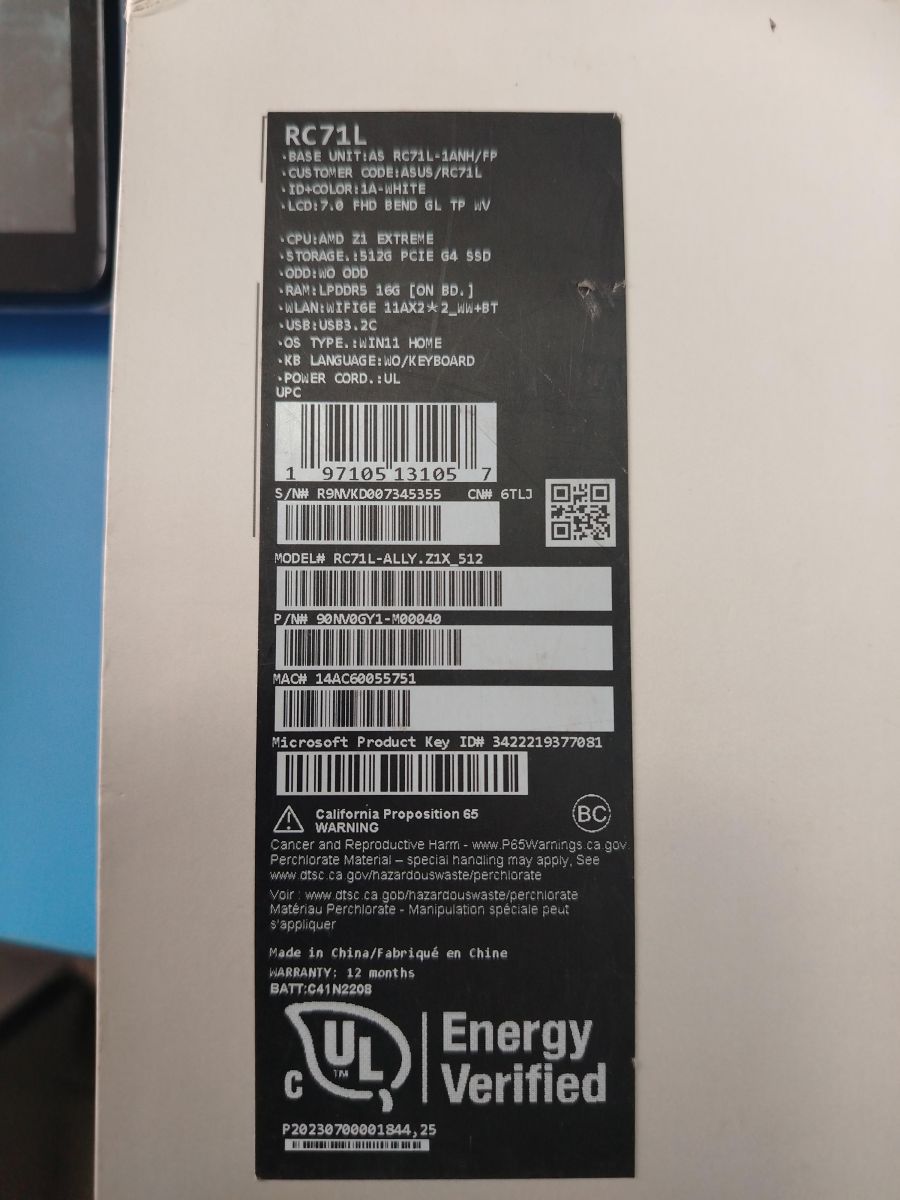 RC71L
·BASE UNIT:AS RC71L-1ANH/FP
·CUSTOMER CODE:ASUS/RC71L
·ID+COLOR:1A-WHITE
·LCD:7.0 FHD BEND GL TP WV
·CPU:AMD Z1 EXTREME
·STORAGE.:512G PCIE G4 SSD
·ODD:WO ODD
·RAM:LPDDR5 16G [ON BD.]
·WLAN:WIFI6E 11AX2*2_WW+BT
·USB:USB3.2C
·OS TYPE.:WIN11 HOME
·KB LANGUAGE:WO/KEYBOARD
·POWER CORD.:UL
UPC
1 97105 13105 7
S/N# R9NVKD007345355 CN# 6TLJ
MODEL# RC71L-ALLY.Z1X_512
P/N# 90NV0GY1-M00040
MAC# 14AC60055751
Microsoft Product Key ID# 3422219377081
California Proposition 65
WARNING
BC
Cancer and Reproductive Harm - www.P65Warnings.ca.gov.
Perchlorate Material – special handling may apply, See
www.dtsc.ca.gov/hazardouswaste/perchlorate
Voir : www.dtsc.ca.gob/hazardouswaste/perchlorate
Matériau Perchlorate - Manipulation spéciale peut
s'appliquer
Made in China/Fabriqué en Chine
WARRANTY: 12 months
BATT:C41N2208
C UL TM
Energy
Verified
P20230700001844,25